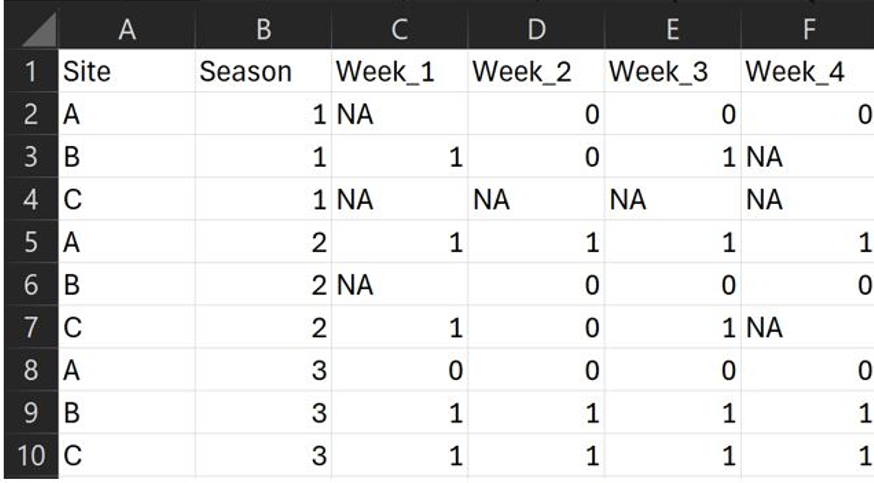 A B C D E F
1 Site Season Week_1 Week_2 Week_3 Week_4
2 A 1 NA 0 0 0
3 B 1 1 0 1 NA
4 C 1 NA NA NA NA
5 A 2 1 1 1 1
6 B 2 NA 0 0 0
7 C 2 1 0 1 NA
8 A 3 0 0 0 0
9 B 3 1 1 1 1
10 C 3 1 1 1 1